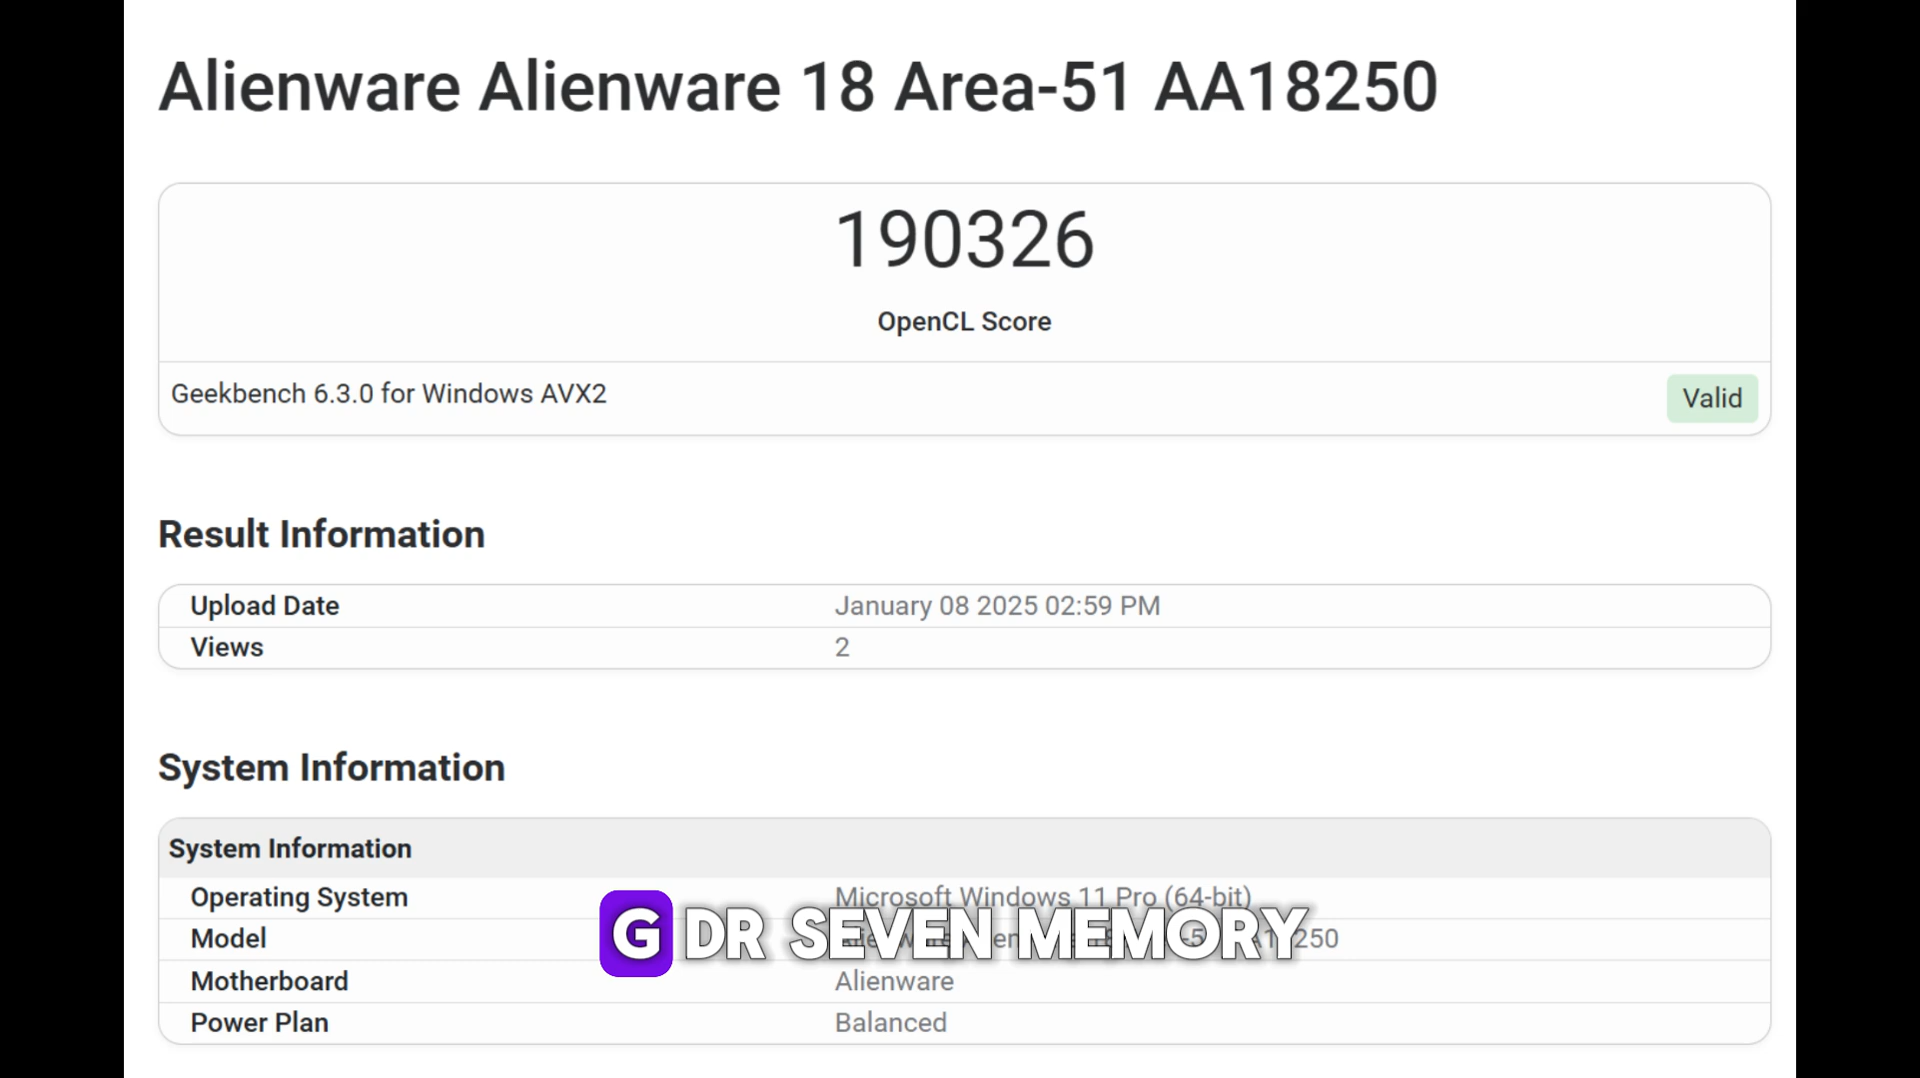 Alienware Alienware 18 Area-51 AA18250
190326
OpenCL Score
Geekbench 6.3.0 for Windows AVX2
Valid
Result Information
Upload Date January 08 2025 02:59 PM
Views 2
System Information
System Information
Operating System Microsoft Windows 11 Pro (64-bit)
G DR SEVEN MEMORY
Model
Motherboard Alienware
Power Plan Balanced